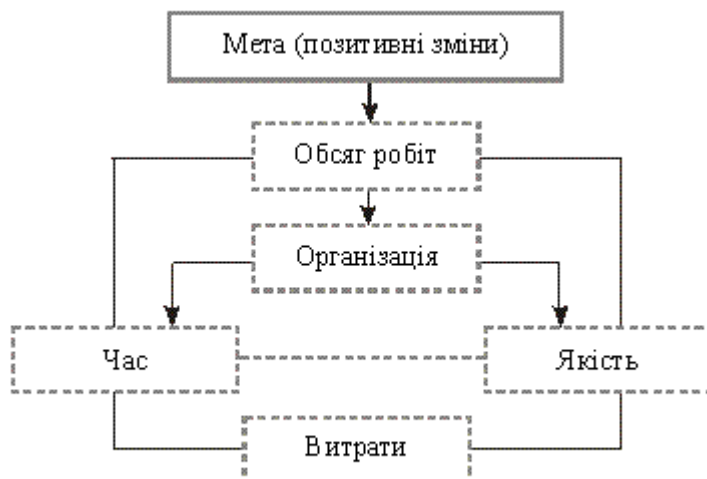 Мета (позитивні зміни)
Обсяг робіт
Організація
Час
Якість
Витрати